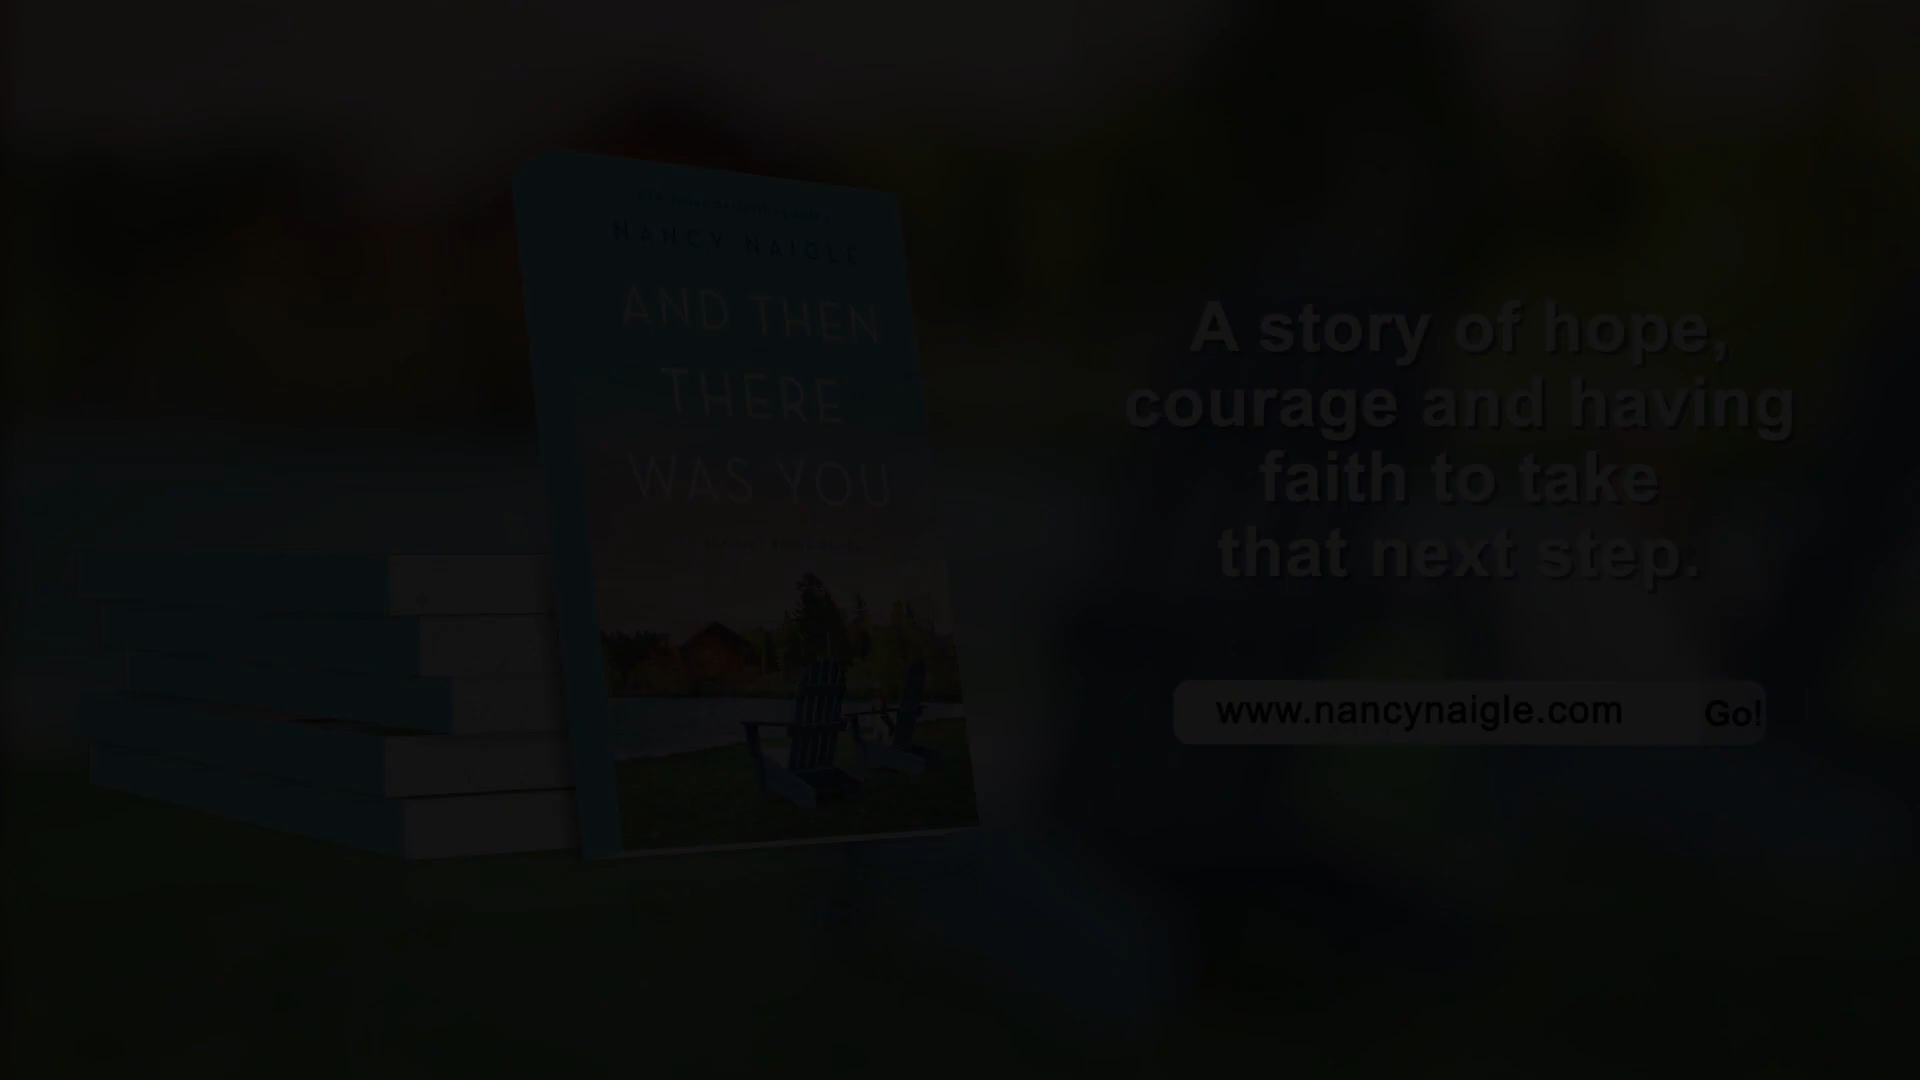 NANCY NAIGLE
AND THEN
THERE
WAS YOU
A story of hope,
courage and having
faith to take
that next step.
www.nancynaigle.com Go!